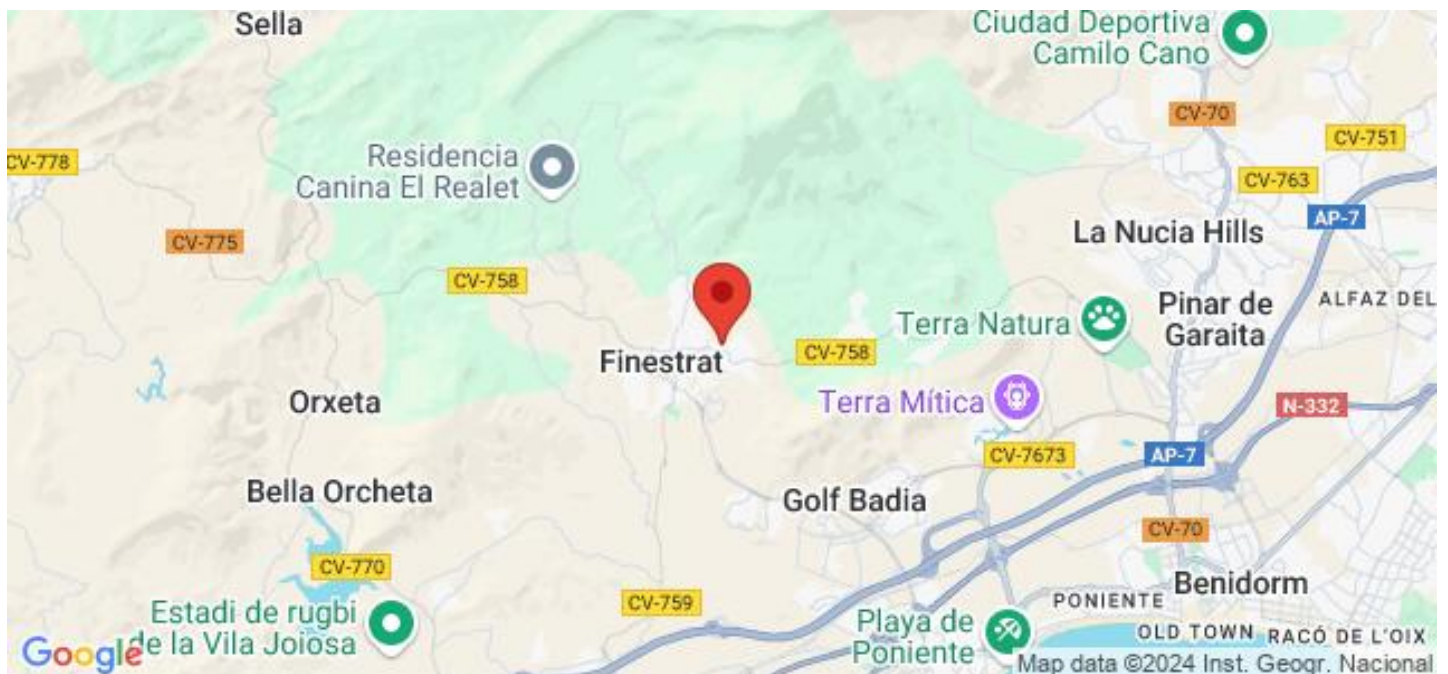 Sella
Ciudad Deportiva
Camilo Cano
CV-70
CV-751
CV-778
Residencia
Canina El Realet
CV-763
AP-7
CV-775
La Nucia Hills
CV-758
Pinar de
Garaita
ALFAZ DEL
Terra Natura
CV-758
Finestrat
Orxeta
Terra Mítica
N-332
CV-7673
AP-7
Bella Orcheta
Golf Badia
CV-70
CV-770
Benidorm
Estadi de rugbi
de la Vila Joiosa
CV-759
PONIENTE
Playa de
Poniente
OLD TOWN
RACÓ DE L'OIX
Google
Map data ©2024 Inst. Geogr. Nacional